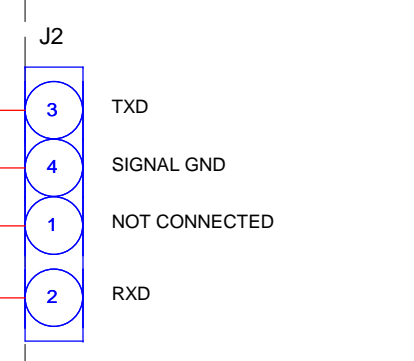 J2
3 TXD
4 SIGNAL GND
1 NOT CONNECTED
2 RXD